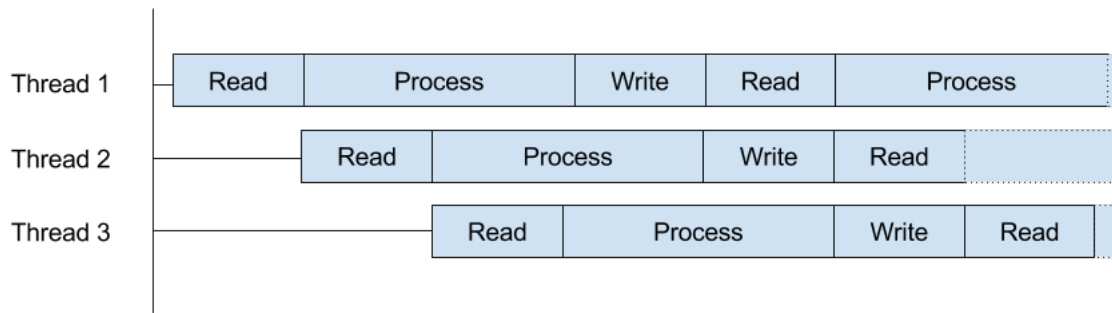 Thread 1 Read Process Write Read Process
Thread 2 Read Process Write Read
Thread 3 Read Process Write Read